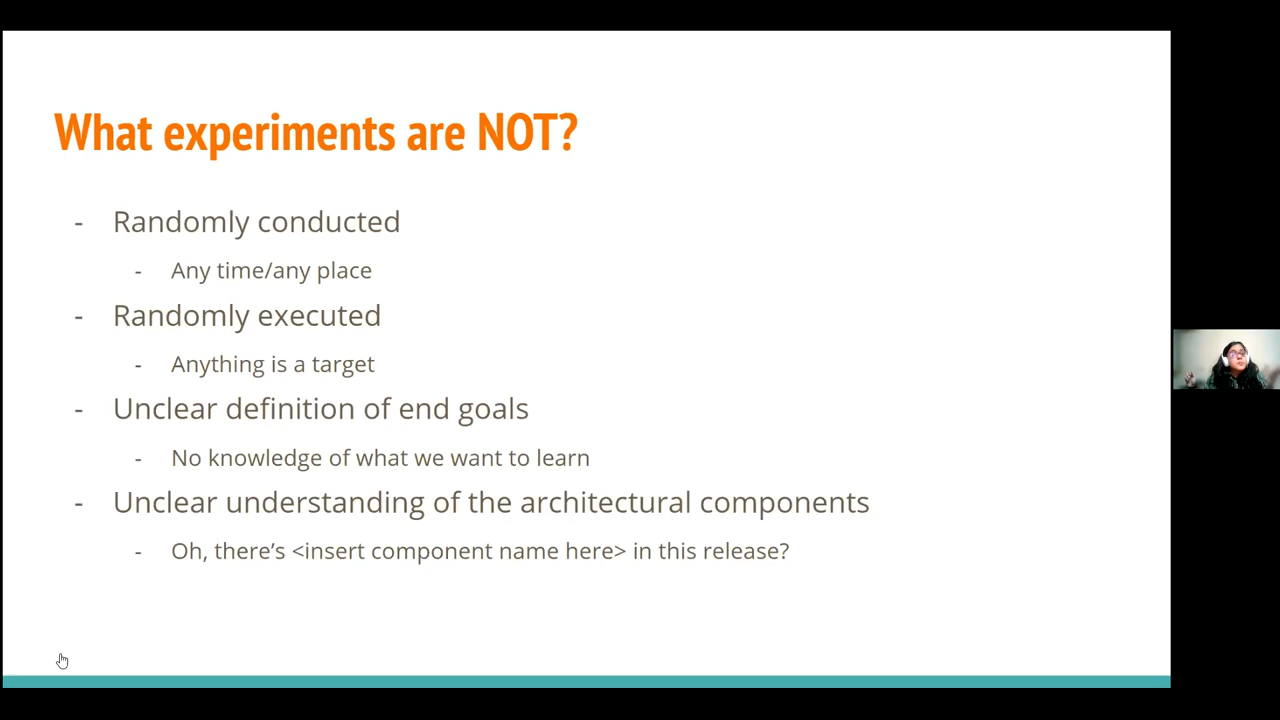 What experiments are NOT?
- Randomly conducted
- Any time/any place
- Randomly executed
- Anything is a target
- Unclear definition of end goals
- No knowledge of what we want to learn
- Unclear understanding of the architectural components
- Oh, there’s <insert component name here> in this release?